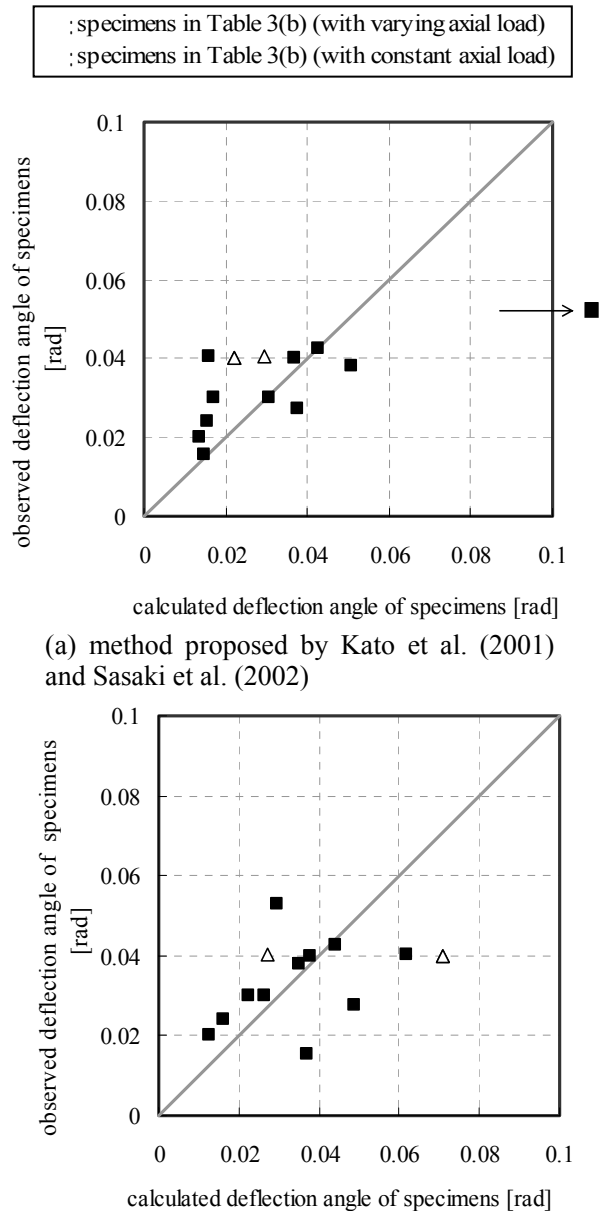 :specimens in Table 3(b) (with varying axial load)
:specimens in Table 3(b) (with constant axial load)
0.1
0.08
0.06
0.04
0.02
0
observed deflection angle of specimens
[rad]
0 0.02 0.04 0.06 0.08 0.1
calculated deflection angle of specimens [rad]
(a) method proposed by Kato et al. (2001)
and Sasaki et al. (2002)
0.1
0.08
0.06
0.04
0.02
0
observed deflection angle of specimens
[rad]
0 0.02 0.04 0.06 0.08 0.1
calculated deflection angle of specimens [rad]